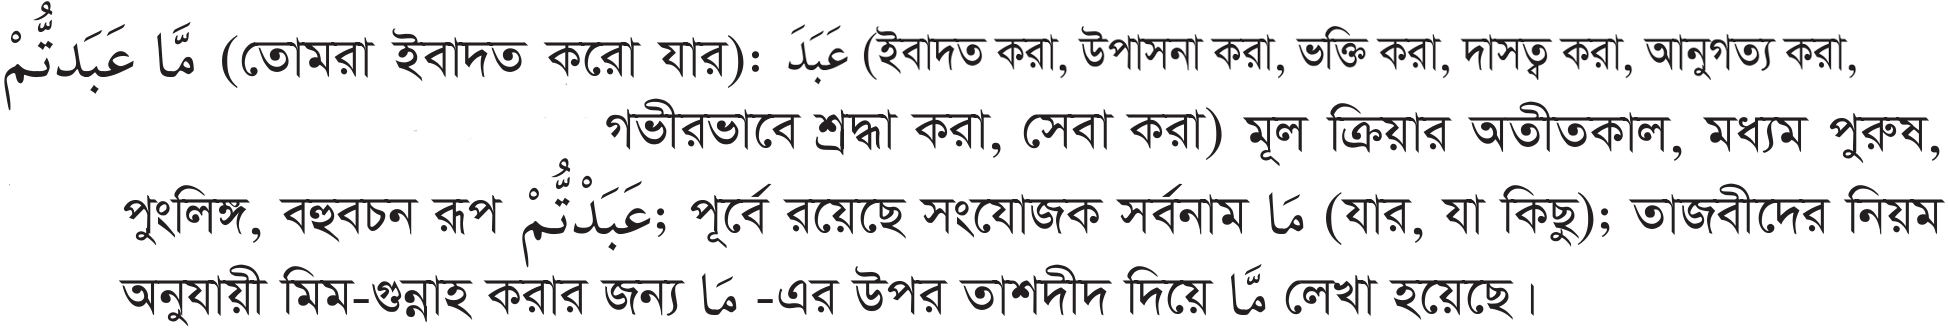 مَّا عَبَدتُّمْ (তোমরা ইবাদত করো যার): عَبَدَ (ইবাদত করা, উপাসনা করা, ভক্তি করা, দাসত্ব করা, আনুগত্য করা,
গভীরভাবে শ্রদ্ধা করা, সেবা করা) মূল ক্রিয়ার অতীতকাল, মধ্যম পুরুষ,
পুংলিঙ্গ, বহুবচন রূপ عَبَدْتُّمْ; পূর্বে রয়েছে সংযোজক সর্বনাম مَا (যার, যা কিছু); তাজবীদের নিয়ম
অনুযায়ী মিম-গুন্নাহ করার জন্য مَا -এর উপর তাশদীদ দিয়ে مَّا লেখা হয়েছে।